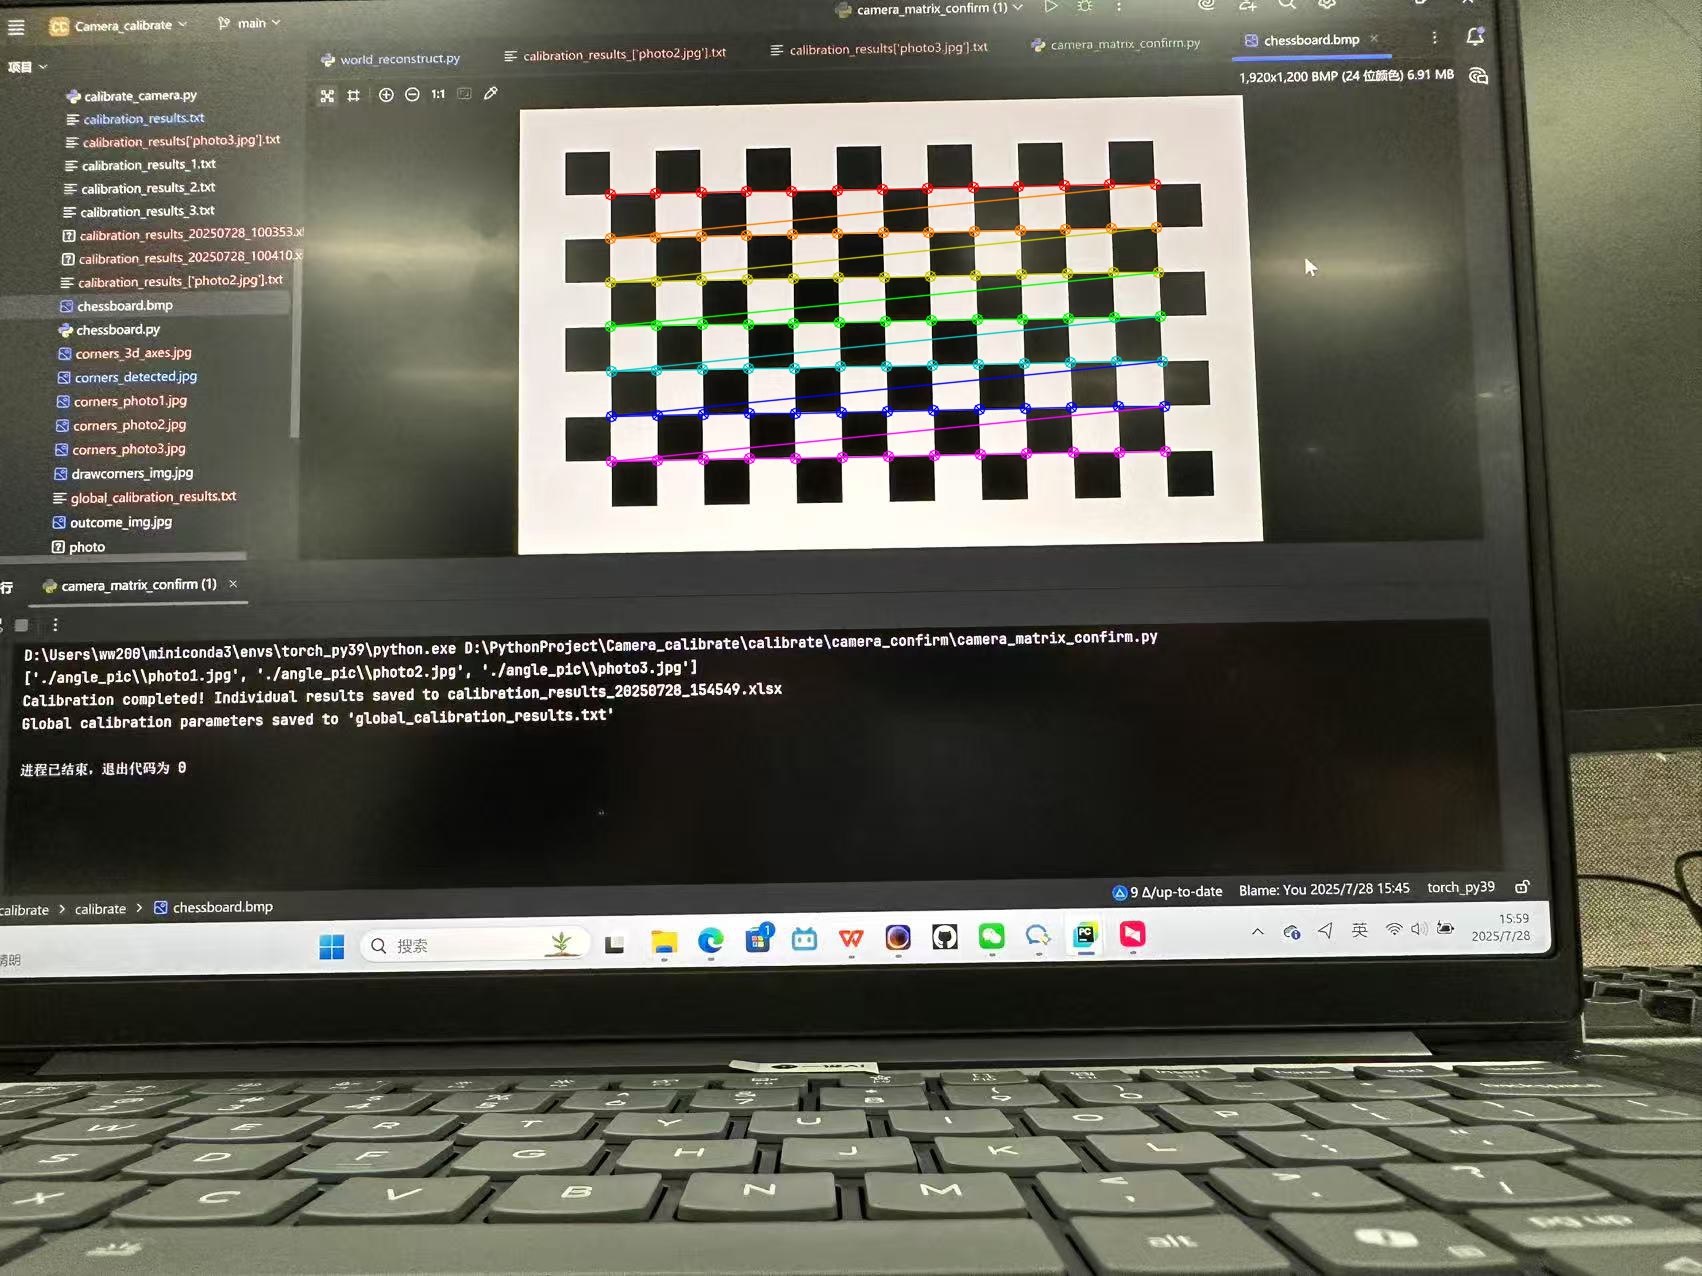 CC Camera_calibrate main camera_matrix_confirm (1)
项目
world_reconstruct.py calibration_results_['photo2.jpg'].txt calibration_results['photo3.jpg'].txt camera_matrix_confirm.py chessboard.bmp
1:1 1,920x1,200 BMP (24 位颜色) 6.91 MB
calibrate_camera.py
calibration_results.txt
calibration_results['photo3.jpg'].txt
calibration_results_1.txt
calibration_results_2.txt
calibration_results_3.txt
calibration_results_20250728_100353.x
calibration_results_20250728_100410.x
calibration_results_['photo2.jpg'].txt
chessboard.bmp
chessboard.py
corners_3d_axes.jpg
corners_detected.jpg
corners_photo1.jpg
corners_photo2.jpg
corners_photo3.jpg
drawcorners_img.jpg
global_calibration_results.txt
outcome_img.jpg
photo
行 camera_matrix_confirm (1)
D:\Users\ww200\miniconda3\envs\torch_py39\python.exe D:\PythonProject\Camera_calibrate\calibrate\camera_confirm\camera_matrix_confirm.py
['./angle_pic\\photo1.jpg', './angle_pic\\photo2.jpg', './angle_pic\\photo3.jpg']
Calibration completed! Individual results saved to calibration_results_20250728_154549.xlsx
Global calibration parameters saved to 'global_calibration_results.txt'
进程已结束，退出代码为 0
9 Δ/up-to-date Blame: You 2025/7/28 15:45 torch_py39
calibrate > calibrate > chessboard.bmp
晴朗 搜索 1 PC 英 15:59
2025/7/28
W E R T Y U I O P
S D F G H J K L
X C V B N M
alt pg up